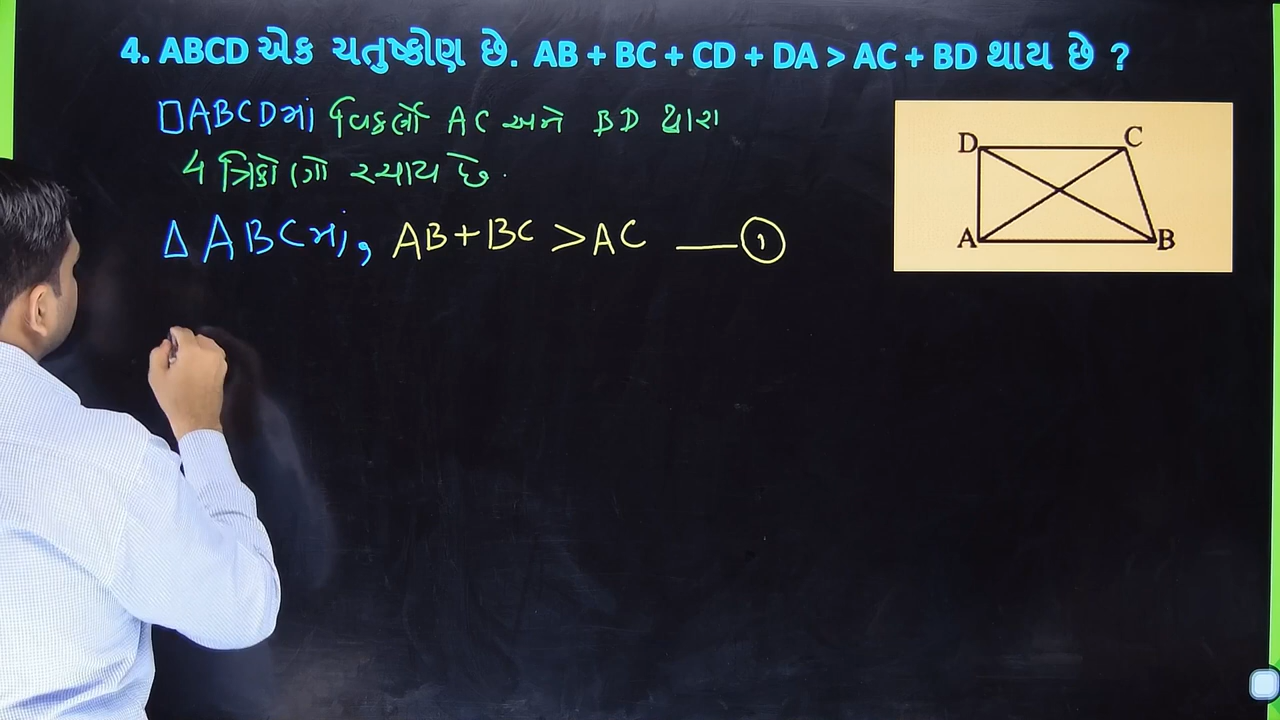 4. ABCD એક ચતુષ્કોણ છે. AB + BC + CD + DA > AC + BD થાય છે ?
□ABCDમાં વિકર્ણો AC અને BD દ્વારા
4 ત્રિકોણો રચાય છે.
△ ABCમાં, AB+BC >AC —— ①
D C
A B